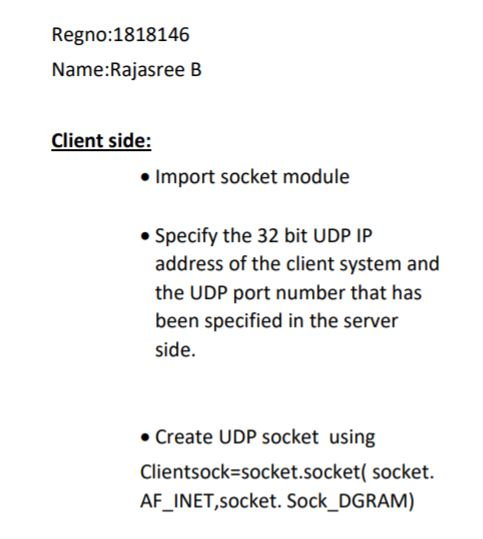 Regno:1818146
Name:Rajasree B
Client side:
• Import socket module
• Specify the 32 bit UDP IP
address of the client system and
the UDP port number that has
been specified in the server
side.
• Create UDP socket  using
Clientsock=socket.socket( socket.
AF_INET,socket. Sock_DGRAM)